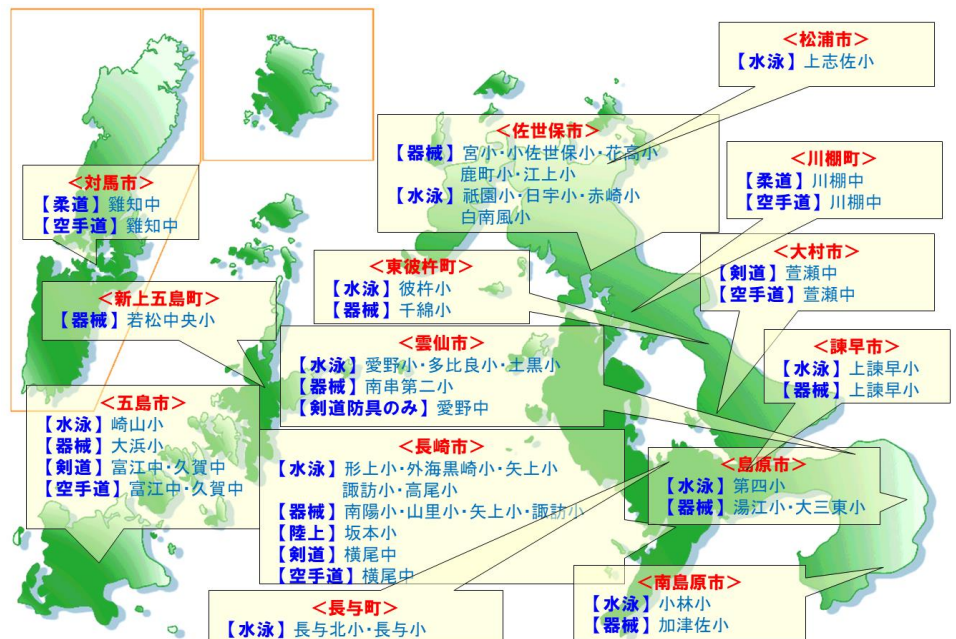 ＜松浦市＞
【水泳】上志佐小
＜佐世保市＞
【器械】宮小・小佐世保小・花高小
鹿町小・江上小
【水泳】祇園小・日宇小・赤崎小
白南風小
＜川棚町＞
【柔道】川棚中
【空手道】川棚中
＜対馬市＞
【柔道】雞知中
【空手道】雞知中
＜大村市＞
【剣道】萱瀬中
【空手道】萱瀬中
＜東彼杵町＞
【水泳】彼杵小
【器械】千綿小
＜新上五島町＞
【器械】若松中央小
＜雲仙市＞
【水泳】愛野小・多比良小・土黒小
【器械】南串第二小
【剣道防具のみ】愛野中
＜諫早市＞
【水泳】上諫早小
【器械】上諫早小
＜五島市＞
【水泳】崎山小
【器械】大浜小
【剣道】富江中・久賀中
【空手道】富江中・久賀中
＜長崎市＞
【水泳】形上小・外海黒崎小・矢上小
諏訪小・高尾小
【器械】南陽小・山里小・矢上小・諏訪小
【陸上】坂本小
【剣道】横尾中
【空手道】横尾中
＜島原市＞
【水泳】第四小
【器械】湯江小・大三東小
＜南島原市＞
【水泳】小林小
【器械】加津佐小
＜長与町＞
【水泳】長与北小・長与小